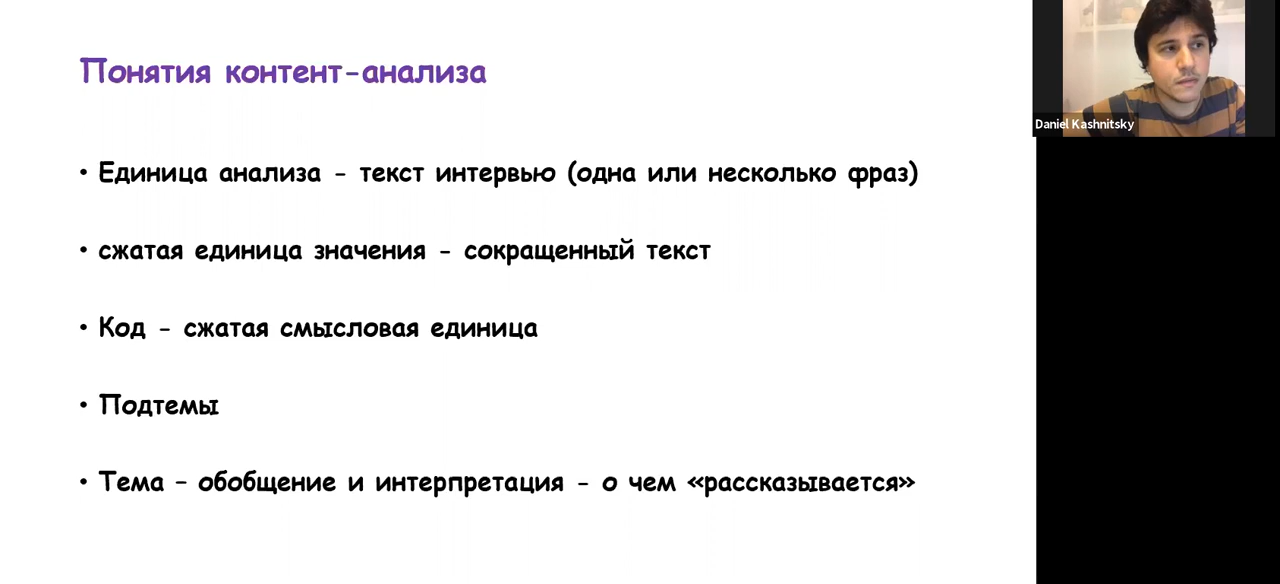 Понятия контент-анализа
Daniel Kashnitsky
• Единица анализа - текст интервью (одна или несколько фраз)
• сжатая единица значения - сокращенный текст
• Код - сжатая смысловая единица
• Подтемы
• Тема – обобщение и интерпретация - о чем «рассказывается»